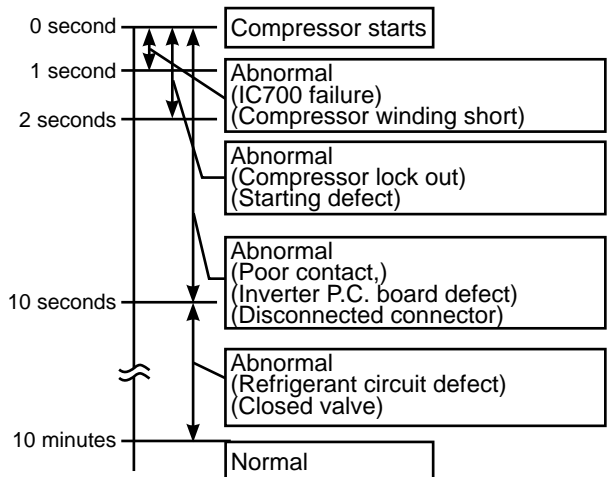 0 second
Compressor starts
1 second
Abnormal
(IC700 failure)
(Compressor winding short)
2 seconds
Abnormal
(Compressor lock out)
(Starting defect)
Abnormal
(Poor contact,)
(Inverter P.C. board defect)
(Disconnected connector)
10 seconds
Abnormal
(Refrigerant circuit defect)
(Closed valve)
10 minutes
Normal